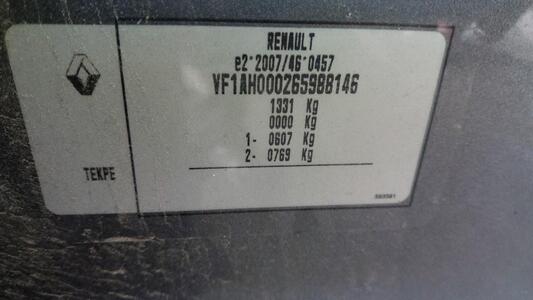 RENAULT
e2*2007/46*0457
VF1AH000265988146
1331 Kg
0000 Kg
1- 0607 Kg
2- 0769 Kg
TEKPE